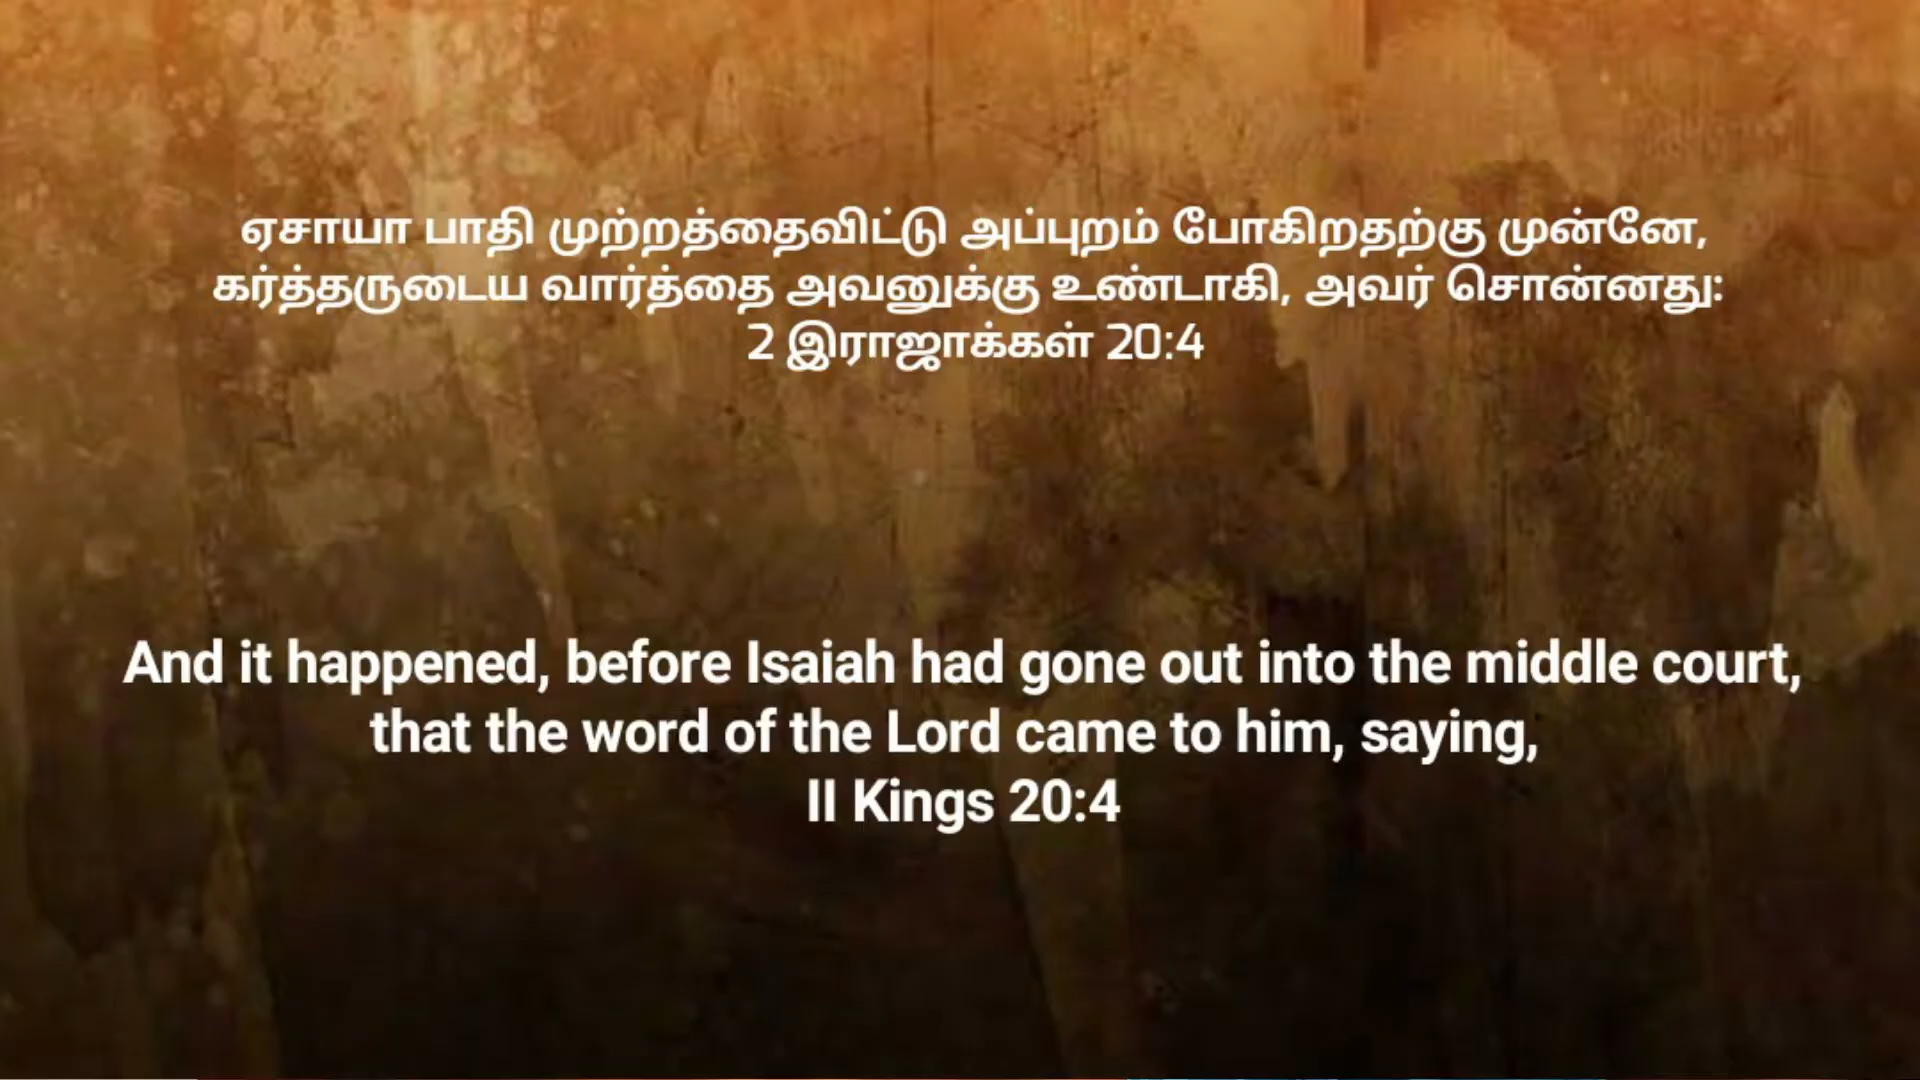 ஏசாயா பாதி முற்றத்தைவிட்டு அப்புறம் போகிறதற்கு முன்னே,
கர்த்தருடைய வார்த்தை அவனுக்கு உண்டாகி, அவர் சொன்னது:
2 இராஜாக்கள் 20:4
And it happened, before Isaiah had gone out into the middle court,
that the word of the Lord came to him, saying,
II Kings 20:4